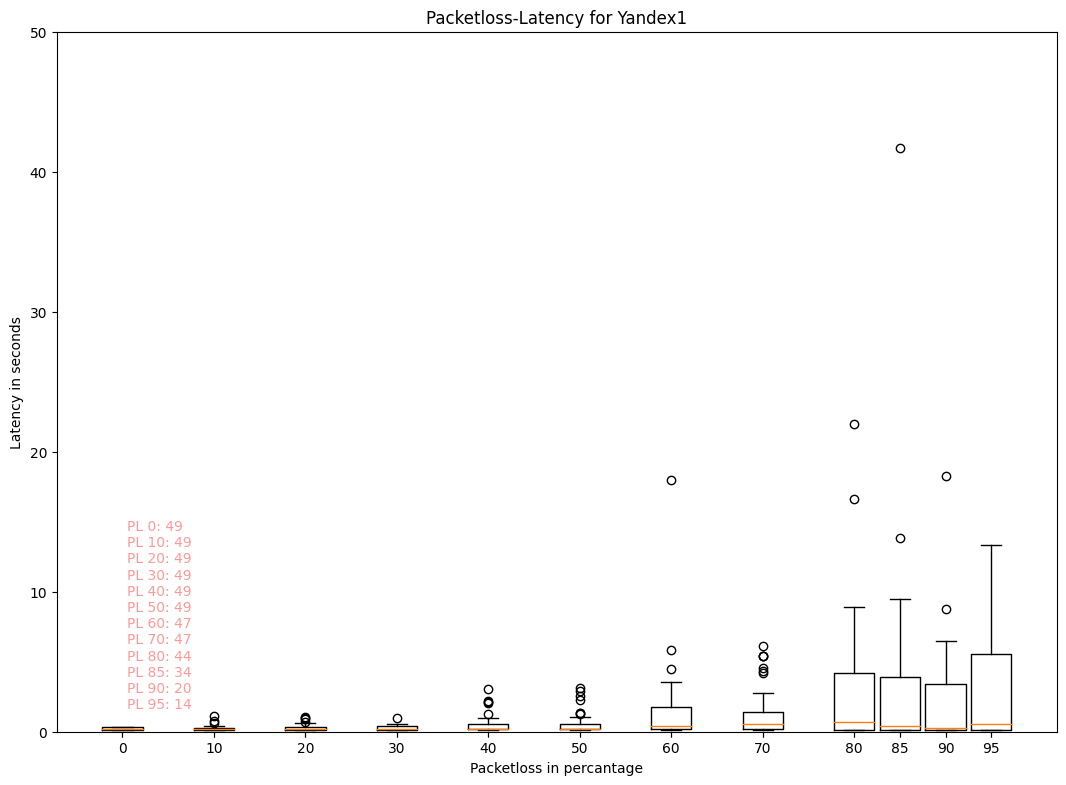 Packetloss-Latency for Yandex1
50
40
30
20
10
0
Latency in seconds
PL 0: 49
PL 10: 49
PL 20: 49
PL 30: 49
PL 40: 49
PL 50: 49
PL 60: 47
PL 70: 47
PL 80: 44
PL 85: 34
PL 90: 20
PL 95: 14
0 10 20 30 40 50 60 70 80 85 90 95
Packetloss in percantage